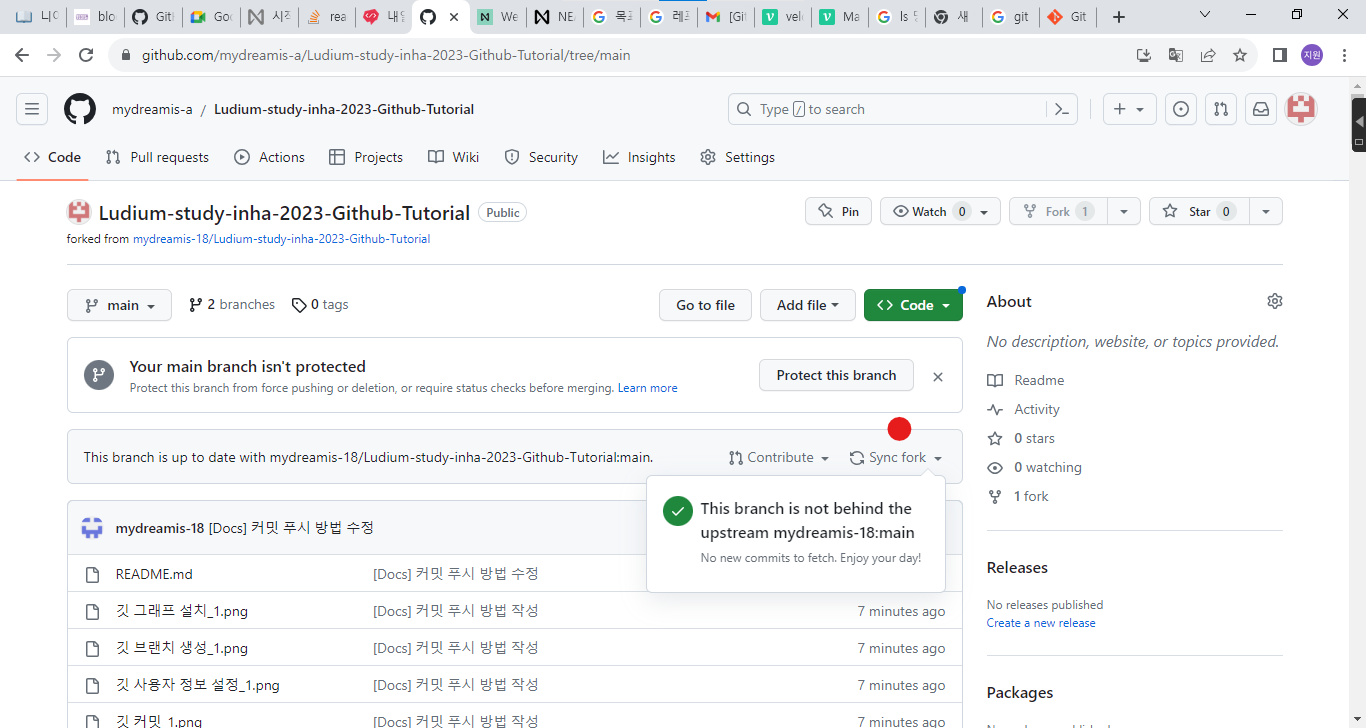 니
blo
GitH
Goo
시즈
rea
내일
We
NEA
목고
레프
[Git
velo
Ma
ls 명
새
git
Git
github.com/mydreamis-a/Ludium-study-inha-2023-Github-Tutorial/tree/main
지원
mydreamis-a / Ludium-study-inha-2023-Github-Tutorial
Type / to search
Code Pull requests Actions Projects Wiki Security Insights Settings
Ludium-study-inha-2023-Github-Tutorial Public
Pin Watch 0 Fork 1 Star 0
forked from mydreamis-18/Ludium-study-inha-2023-Github-Tutorial
main 2 branches 0 tags Go to file Add file Code
About
No description, website, or topics provided.
Your main branch isn't protected
Protect this branch from force pushing or deletion, or require status checks before merging. Learn more
Protect this branch
Readme
Activity
0 stars
0 watching
1 fork
This branch is up to date with mydreamis-18/Ludium-study-inha-2023-Github-Tutorial:main. Contribute Sync fork
This branch is not behind the
upstream mydreamis-18:main
No new commits to fetch. Enjoy your day!
mydreamis-18 [Docs] 커밋 푸시 방법 수정
README.md [Docs] 커밋 푸시 방법 수정
깃 그래프 설치_1.png [Docs] 커밋 푸시 방법 작성 7 minutes ago
깃 브랜치 생성_1.png [Docs] 커밋 푸시 방법 작성 7 minutes ago
깃 사용자 정보 설정_1.png [Docs] 커밋 푸시 방법 작성 7 minutes ago
깃 커밋_1.png [Docs] 커밋 푸시 방법 작성 7 minutes ago
Releases
No releases published
Create a new release
Packages